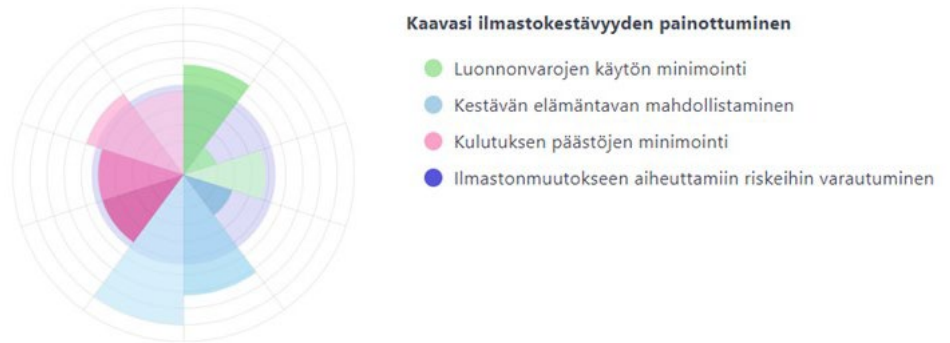 Kaavasi ilmastokestävyyden painottuminen
Luonnonvarojen käytön minimointi
Kestävän elämäntavan mahdollistaminen
Kulutuksen päästöjen minimointi
Ilmastonmuutokseen aiheuttamiin riskeihin varautuminen